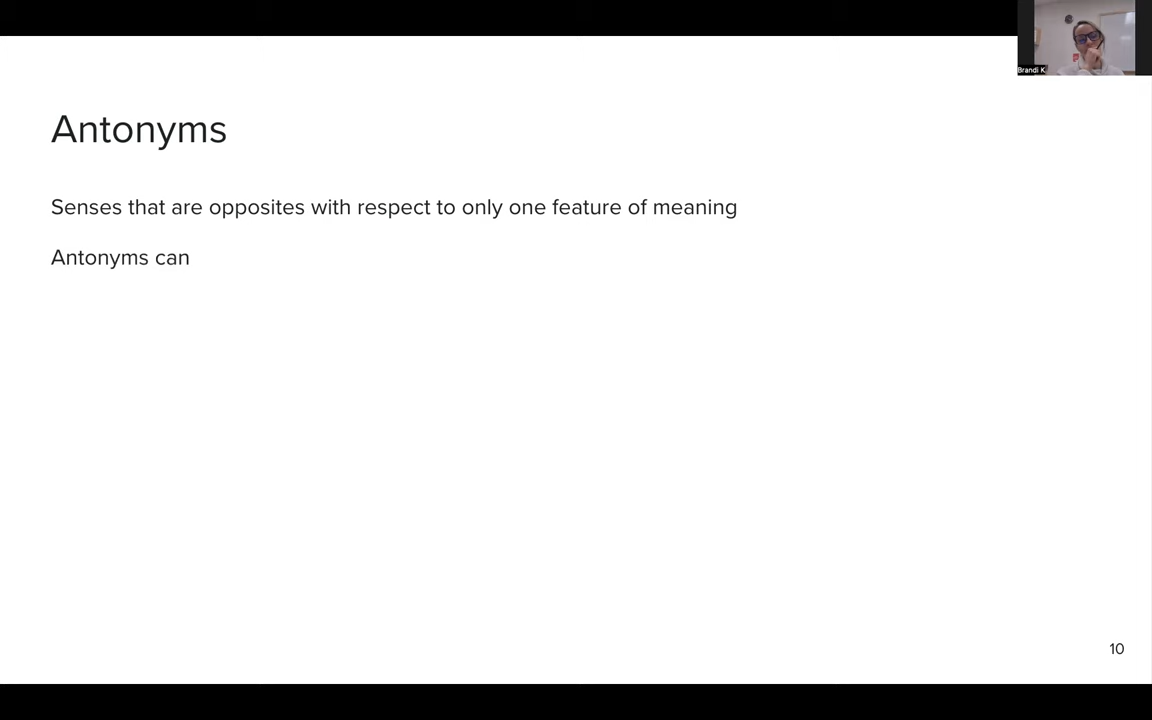 Brandi K
Antonyms
Senses that are opposites with respect to only one feature of meaning
Antonyms can
10